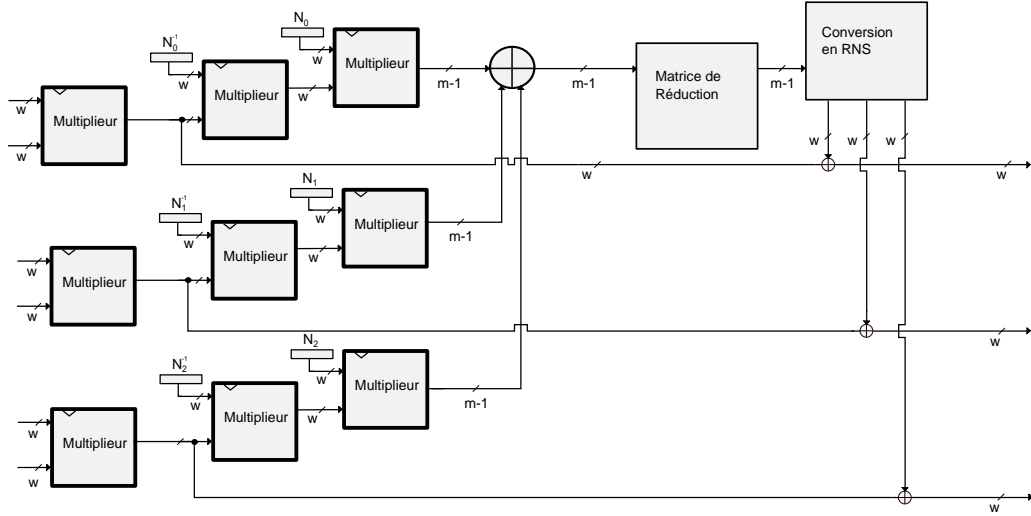 N₀
N₀⁻¹
Conversion
en RNS
Multiplieur
Multiplieur
Matrice de
Réduction
w
w
w
m-1
m-1
m-1
Multiplieur
w
w
w
w
w
w
w
N₁
N₁⁻¹
w
w
Multiplieur
Multiplieur
m-1
w
Multiplieur
w
w
w
N₂
N₂⁻¹
w
w
Multiplieur
Multiplieur
m-1
w
Multiplieur
w
w
w